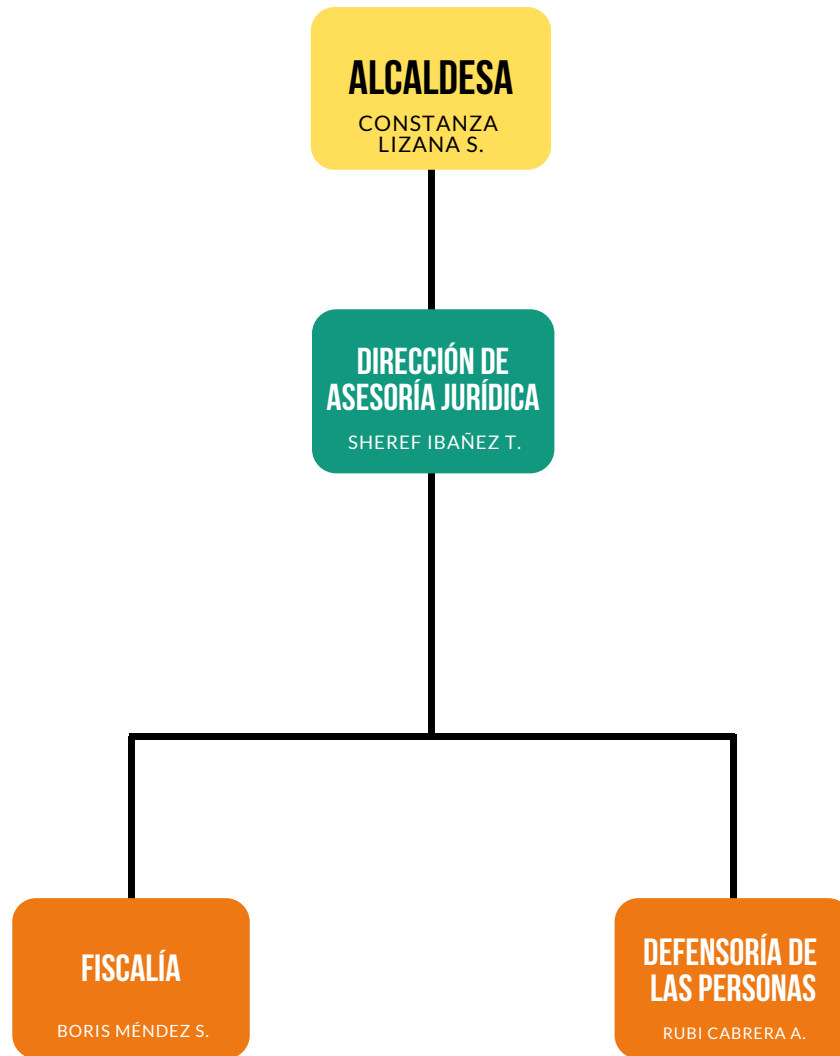 ALCALDESA
CONSTANZA
LIZANA S.
DIRECCIÓN DE
ASESORÍA JURÍDICA
SHEREF IBAÑEZ T.
FISCALÍA
BORIS MÉNDEZ S.
DEFENSORÍA DE
LAS PERSONAS
RUBI CABRERA A.